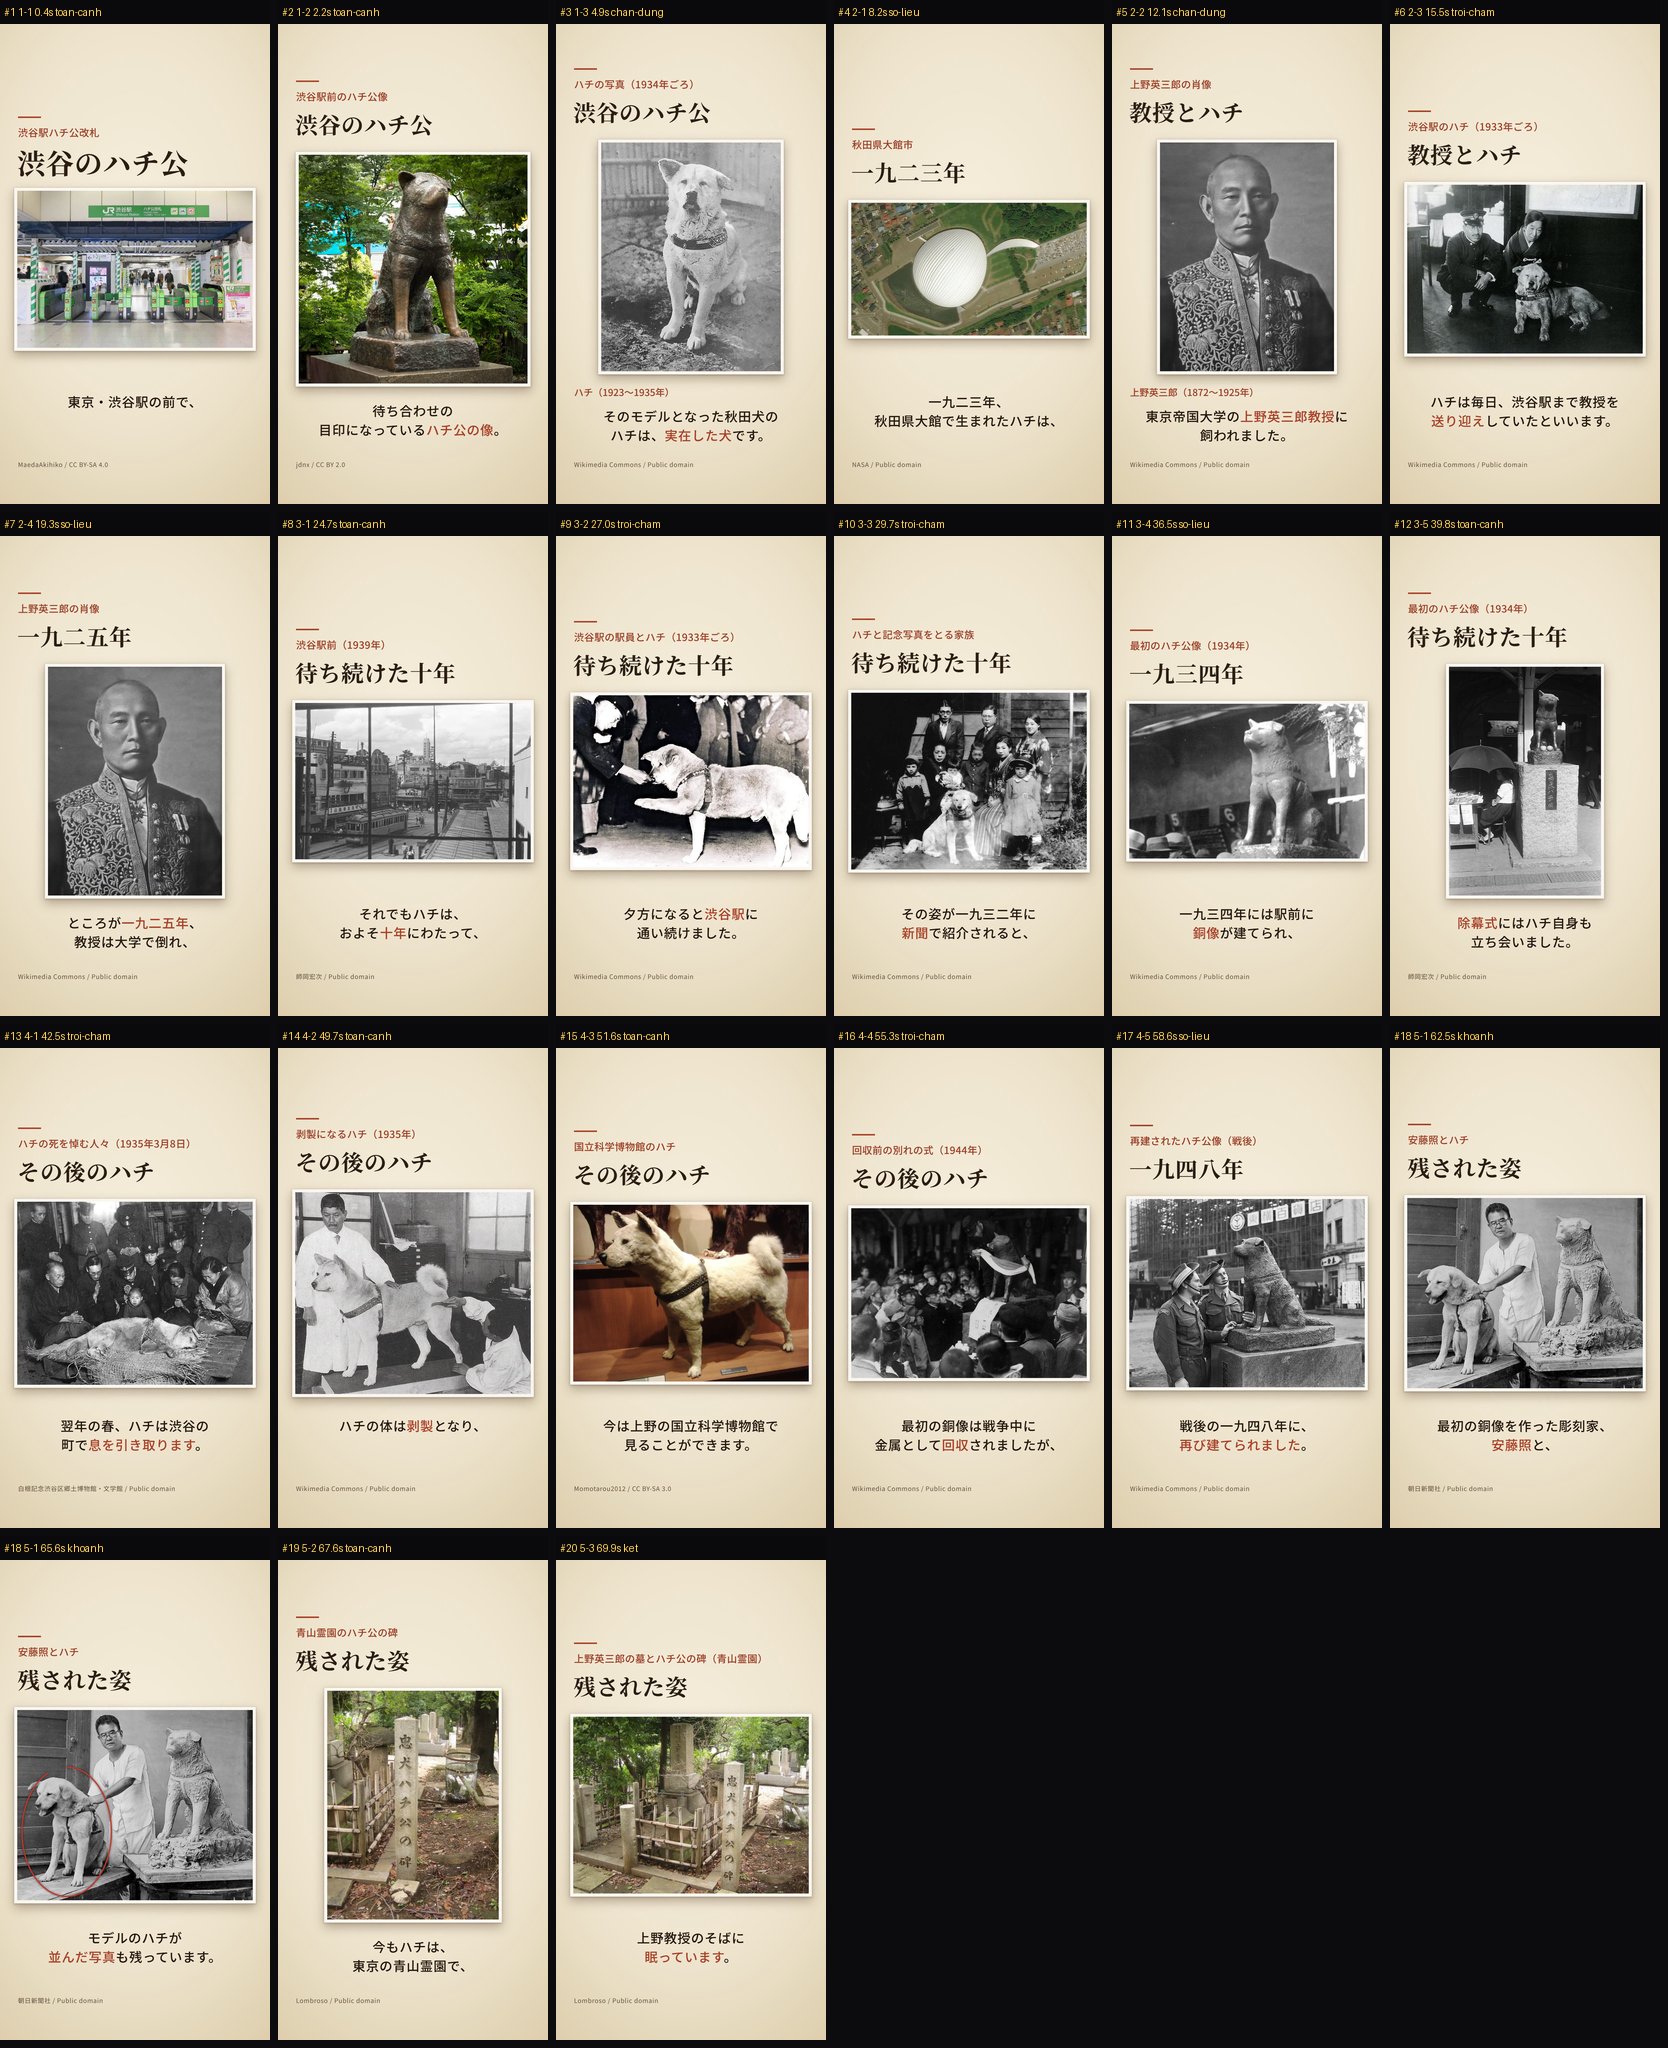 #1 1-1 0.4s toan-canh
渋谷駅ハチ公改札
渋谷のハチ公
JR 渋谷駅
東京・渋谷駅の前で、
MaedaAkihiko / CC BY-SA 4.0
#2 1-2 2.2s toan-canh
渋谷駅前のハチ公像
渋谷のハチ公
待ち合わせの
目印になっているハチ公の像。
jdnx / CC BY 2.0
#3 1-3 4.9s chan-dung
ハチの写真（1934年ごろ）
渋谷のハチ公
ハチ（1923〜1935年）
そのモデルとなった秋田犬の
ハチは、実在した犬です。
Wikimedia Commons / Public domain
#4 2-1 8.2s so-lieu
秋田県大館市
一九二三年
一九二三年、
秋田県大館で生まれたハチは、
NASA / Public domain
#5 2-2 12.1s chan-dung
上野英三郎の肖像
教授とハチ
上野英三郎（1872〜1925年）
東京帝国大学の上野英三郎教授に
飼われました。
Wikimedia Commons / Public domain
#6 2-3 15.5s troi-cham
渋谷駅のハチ（1933年ごろ）
教授とハチ
ハチは毎日、渋谷駅まで教授を
送り迎えしていたといいます。
Wikimedia Commons / Public domain
#7 2-4 19.3s so-lieu
上野英三郎の肖像
一九二五年
ところが一九二五年、
教授は大学で倒れ、
Wikimedia Commons / Public domain
#8 3-1 24.7s toan-canh
渋谷駅前（1939年）
待ち続けた十年
それでもハチは、
およそ十年にわたって、
師岡宏次 / Public domain
#9 3-2 27.0s troi-cham
渋谷駅の駅員とハチ（1933年ごろ）
待ち続けた十年
夕方になると渋谷駅に
通い続けました。
Wikimedia Commons / Public domain
#10 3-3 29.7s troi-cham
ハチと記念写真をとる家族
待ち続けた十年
その姿が一九三二年に
新聞で紹介されると、
Wikimedia Commons / Public domain
#11 3-4 36.5s so-lieu
最初のハチ公像（1934年）
一九三四年
5 6
一九三四年には駅前に
銅像が建てられ、
Wikimedia Commons / Public domain
#12 3-5 39.8s toan-canh
最初のハチ公像（1934年）
待ち続けた十年
除幕式にはハチ自身も
立ち会いました。
師岡宏次 / Public domain
#13 4-1 42.5s troi-cham
ハチの死を悼む人々（1935年3月8日）
その後のハチ
翌年の春、ハチは渋谷の
町で息を引き取ります。
白根記念渋谷区郷土博物館・文学館 / Public domain
#14 4-2 49.7s toan-canh
剥製になるハチ（1935年）
その後のハチ
ハチの体は剥製となり、
Wikimedia Commons / Public domain
#15 4-3 51.6s toan-canh
国立科学博物館のハチ
その後のハチ
今は上野の国立科学博物館で
見ることができます。
Momotarou2012 / CC BY-SA 3.0
#16 4-4 55.3s troi-cham
回収前の別れの式（1944年）
その後のハチ
最初の銅像は戦争中に
金属として回収されましたが、
Wikimedia Commons / Public domain
#17 4-5 58.6s so-lieu
再建されたハチ公像（戦後）
一九四八年
戦後の一九四八年に、
再び建てられました。
Wikimedia Commons / Public domain
#18 5-1 62.5s khoanh
安藤照とハチ
残された姿
最初の銅像を作った彫刻家、
安藤照と、
朝日新聞社 / Public domain
#18 5-1 65.6s khoanh
安藤照とハチ
残された姿
モデルのハチが
並んだ写真も残っています。
朝日新聞社 / Public domain
#19 5-2 67.6s toan-canh
青山霊園のハチ公の碑
残された姿
忠犬ハチ公の碑
今もハチは、
東京の青山霊園で、
Lombroso / Public domain
#20 5-3 69.9s ket
上野英三郎の墓とハチ公の碑（青山霊園）
残された姿
忠犬ハチ公の碑
上野教授のそばに
眠っています。
Lombroso / Public domain